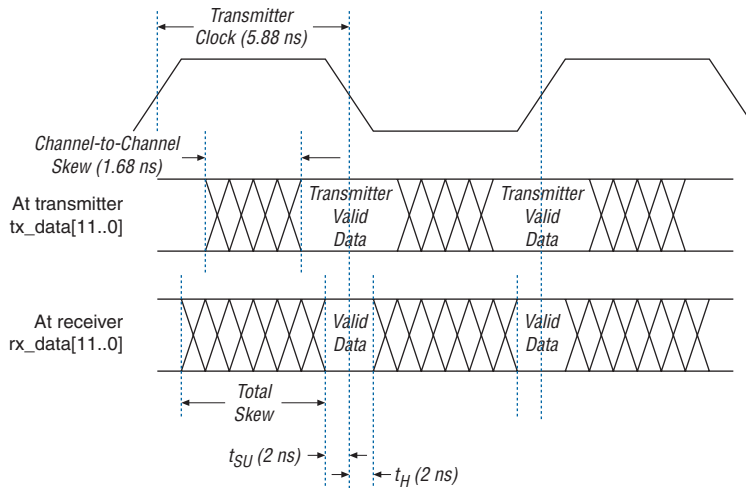 Transmitter
Clock (5.88 ns)
Channel-to-Channel
Skew (1.68 ns)
At transmitter
tx_data[11..0]
Transmitter
Valid
Data
Transmitter
Valid
Data
At receiver
rx_data[11..0]
Valid
Data
Valid
Data
Total
Skew
tSU (2 ns)
tH (2 ns)